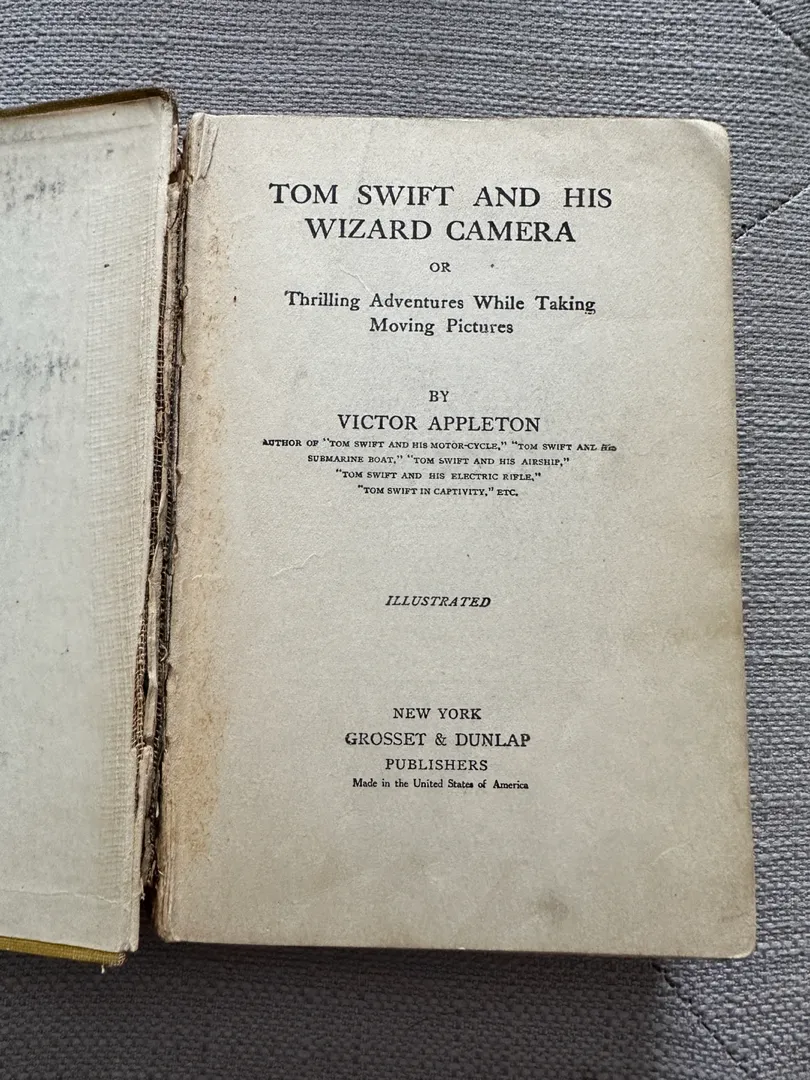 TOM SWIFT AND HIS
WIZARD CAMERA
OR
Thrilling Adventures While Taking
Moving Pictures
BY
VICTOR APPLETON
AUTHOR OF "TOM SWIFT AND HIS MOTOR-CYCLE," "TOM SWIFT AND HIS
SUBMARINE BOAT," "TOM SWIFT AND HIS AIRSHIP,"
"TOM SWIFT AND HIS ELECTRIC RIFLE,"
"TOM SWIFT IN CAPTIVITY," ETC.
ILLUSTRATED
NEW YORK
GROSSET & DUNLAP
PUBLISHERS
Made in the United States of America